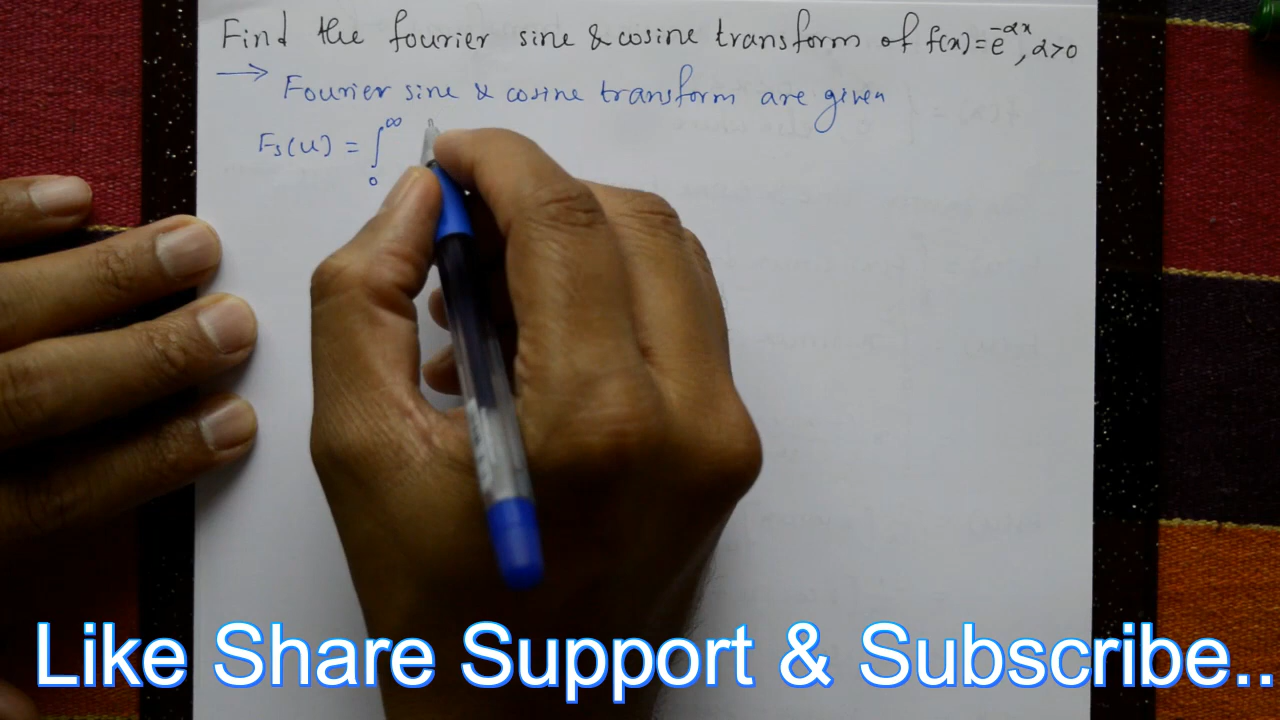 Find the fourier sine & cosine transform of f(x)=e^-αx, α>0
→ Fourier sine & cosine transform are given
Fs(u) = ∫₀^∞
Like Share Support & Subscribe..